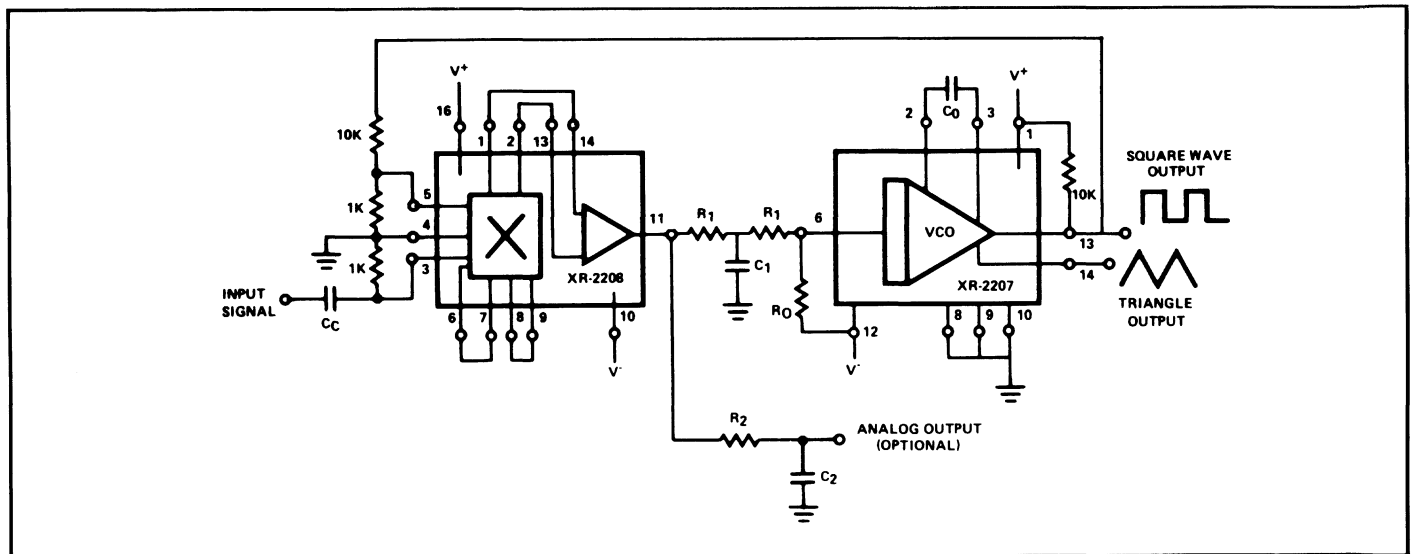 V+
16
1
2
13
14
10K
5
1K
4
1K
3
XR-2208
INPUT
SIGNAL
CC
6
7
8
9
10
V-
11
R1
R1
C1
6
RO
12
V-
2
CO
3
V+
1
10K
VCO
XR-2207
8
9
10
13
14
SQUARE WAVE
OUTPUT
TRIANGLE
OUTPUT
R2
C2
ANALOG OUTPUT
(OPTIONAL)